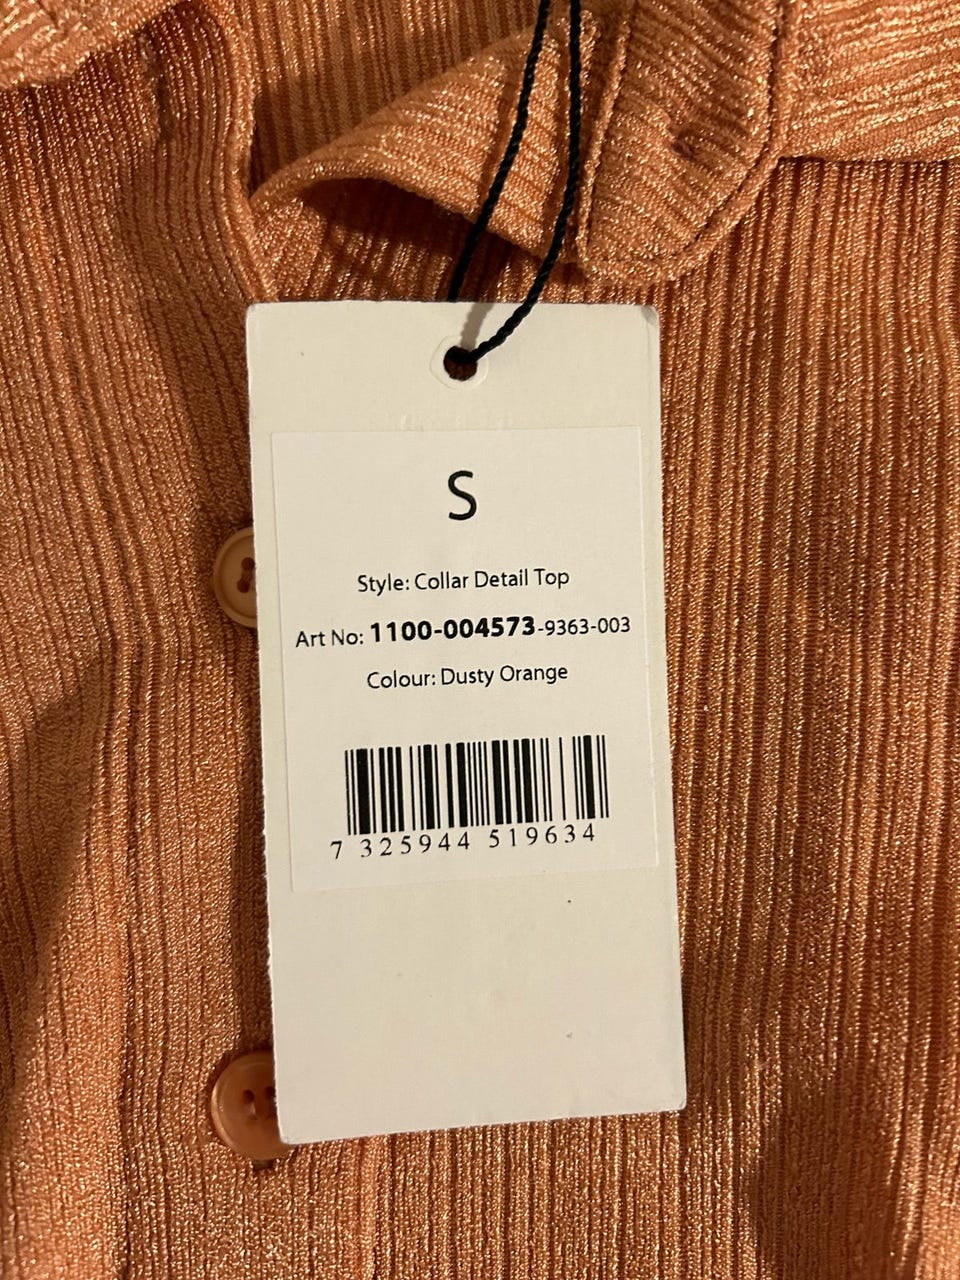 S
Style: Collar Detail Top
Art No: 1100-004573-9363-003
Colour: Dusty Orange
7 325944 519634